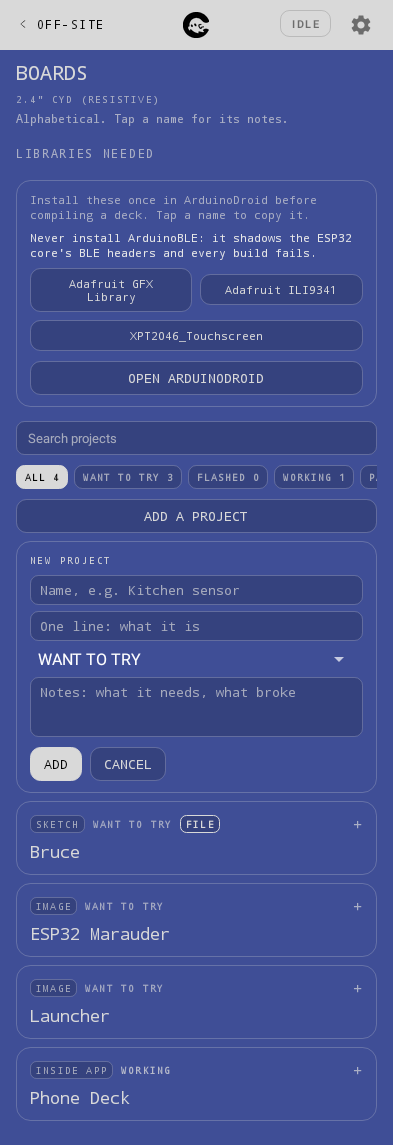 OFF-SITE
IDLE
BOARDS
2.4" CYD (RESISTIVE)
Alphabetical. Tap a name for its notes.
LIBRARIES NEEDED
Install these once in ArduinoDroid before
compiling a deck. Tap a name to copy it.
Never install ArduinoBLE: it shadows the ESP32
core's BLE headers and every build fails.
Adafruit GFX
Library
Adafruit ILI9341
XPT2046_Touchscreen
OPEN ARDUINODROID
Search projects
ALL 4
WANT TO TRY 3
FLASHED 0
WORKING 1
ADD A PROJECT
NEW PROJECT
Name, e.g. Kitchen sensor
One line: what it is
WANT TO TRY
Notes: what it needs, what broke
ADD
CANCEL
SKETCH WANT TO TRY FILE +
Bruce
IMAGE WANT TO TRY +
ESP32 Marauder
IMAGE WANT TO TRY +
Launcher
INSIDE APP WORKING +
Phone Deck